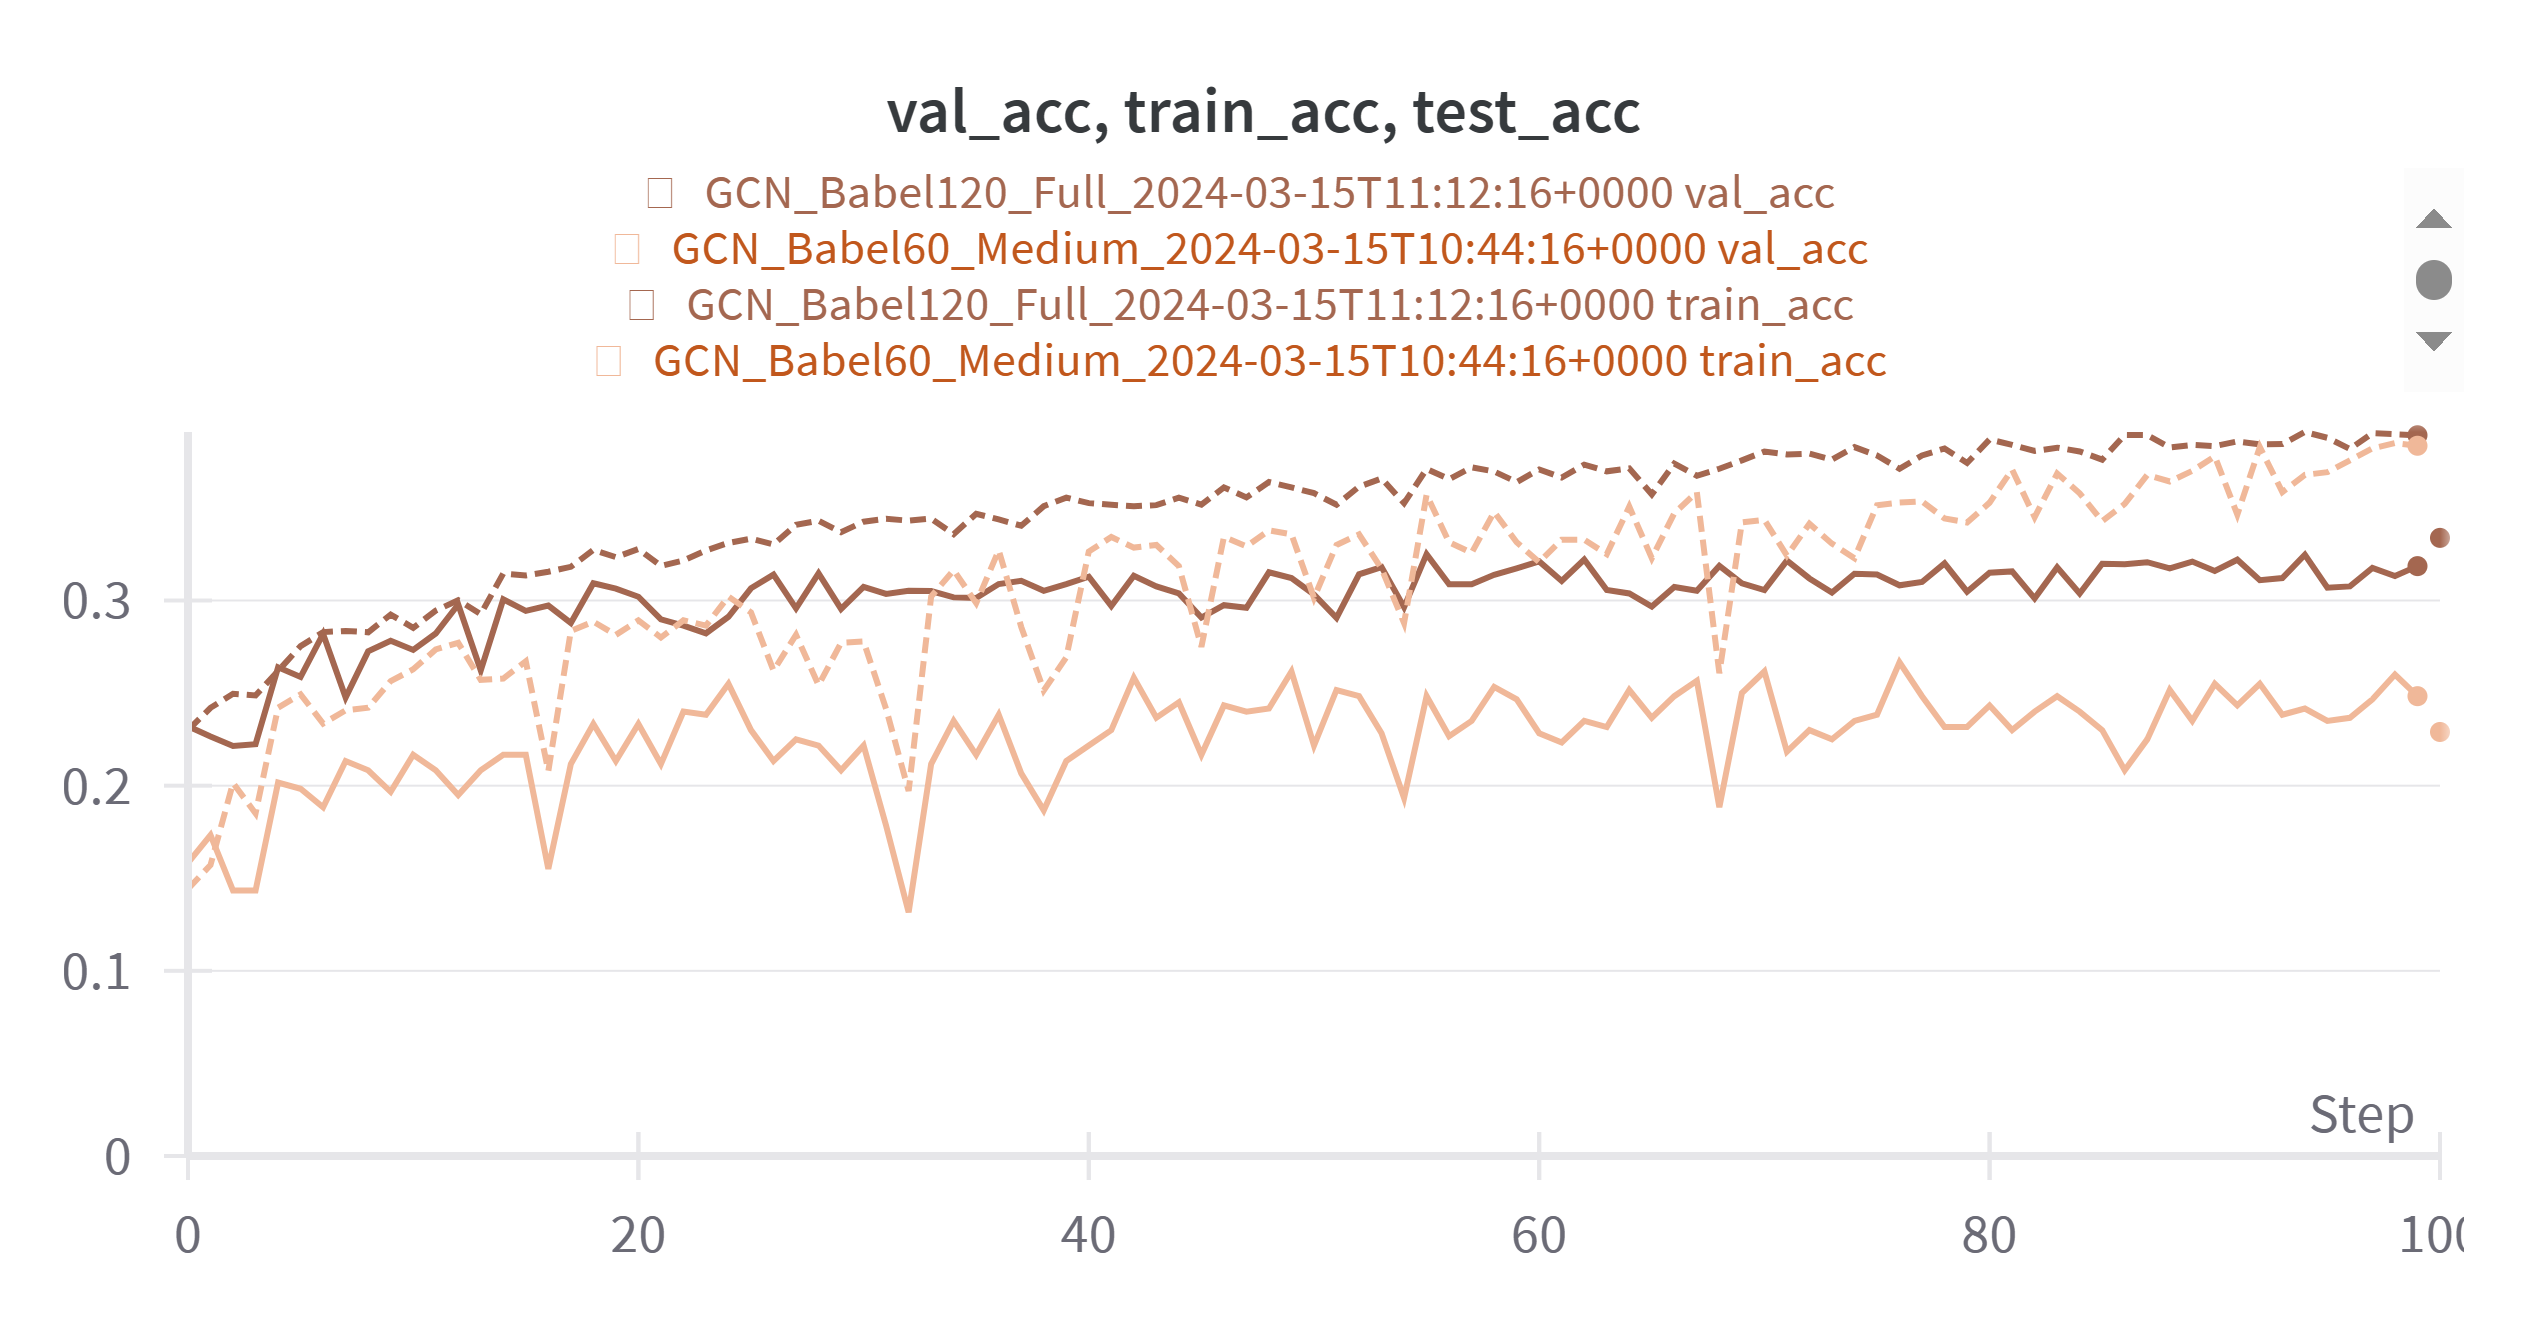 val_acc, train_acc, test_acc
GCN_Babel120_Full_2024-03-15T11:12:16+0000 val_acc
GCN_Babel60_Medium_2024-03-15T10:44:16+0000 val_acc
GCN_Babel120_Full_2024-03-15T11:12:16+0000 train_acc
GCN_Babel60_Medium_2024-03-15T10:44:16+0000 train_acc
0.3
0.2
0.1
0
Step
0 20 40 60 80 100